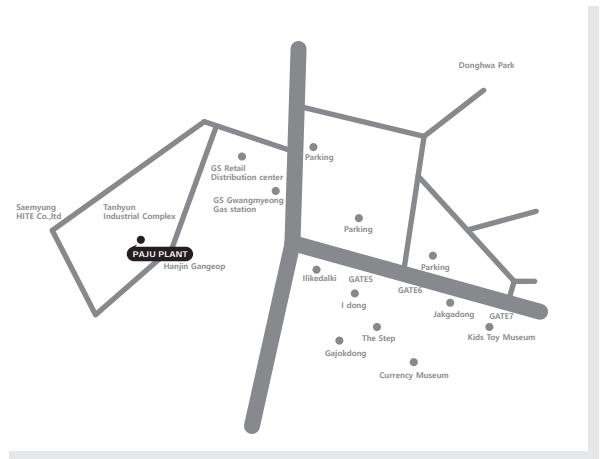 Donghwa Park
Parking
GS Retail
Distribution center
GS Gwangmyeong
Gas station
Saemyung
HITE Co.,ltd
Tanhyun
Industrial Complex
Parking
PAJU PLANT
Hanjin Gangeop
Parking
Ilikedalki
GATE5
GATE6
I dong
Jakgadong
GATE7
The Step
Kids Toy Museum
Gajokdong
Currency Museum